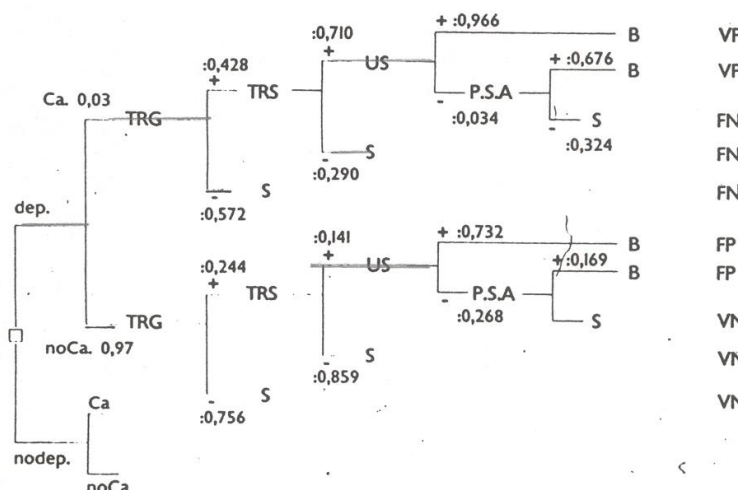 + :0,966 B VP
:0,710
+ US + :0,676 B VP
:0,428
+ TRS - P.S.A
Ca. 0,03 TRG :0,034 - S FN
:0,324
- S FN
:0,290
- S FN
:0,572
dep.
:0,141 + :0,732 B FP
:0,244 + US + :0,169 B FP
+ TRS - P.S.A
TRG :0,268 - S VN
noCa. 0,97
- S VN
:0,859
Ca - S VN
:0,756
nodep.
noCa